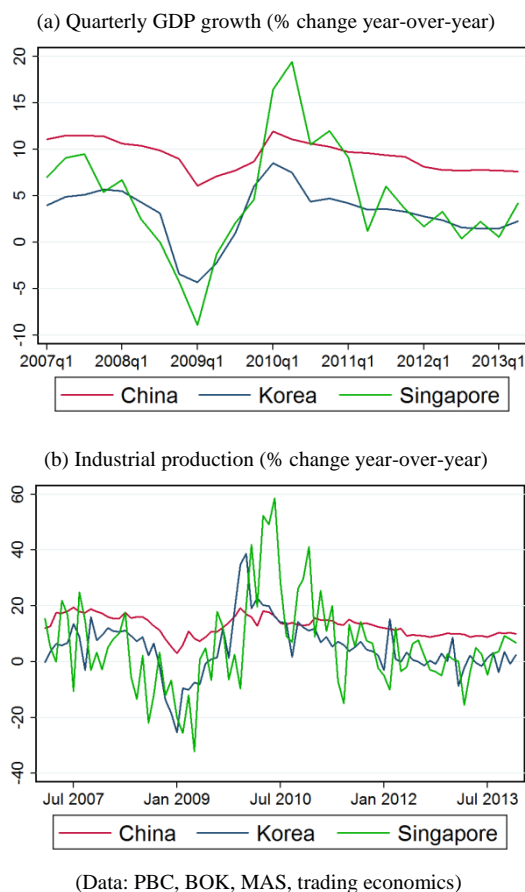 (a) Quarterly GDP growth (% change year-over-year)
20
15
10
5
0
-5
-10
2007q1 2008q1 2009q1 2010q1 2011q1 2012q1 2013q1
China Korea Singapore
(b) Industrial production (% change year-over-year)
60
40
20
0
-20
-40
Jul 2007 Jan 2009 Jul 2010 Jan 2012 Jul 2013
China Korea Singapore
(Data: PBC, BOK, MAS, trading economics)